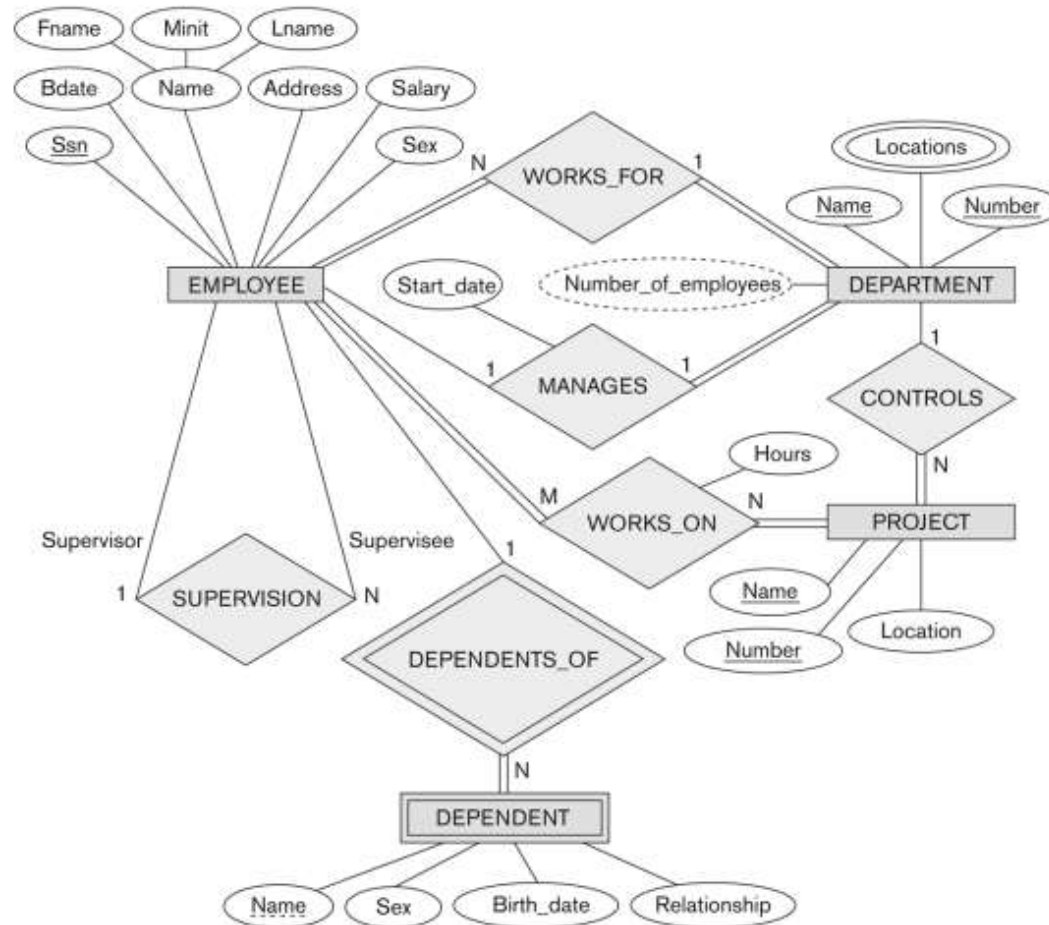 Fname
Minit
Lname
Bdate
Name
Address
Salary
Ssn
Sex
N
WORKS_FOR
1
Locations
Name
Number
EMPLOYEE
Start_date
Number_of_employees
DEPARTMENT
1
MANAGES
1
1
CONTROLS
N
Hours
M
WORKS_ON
N
PROJECT
Supervisor
Supervisee
1
SUPERVISION
N
1
Name
Number
Location
DEPENDENTS_OF
N
DEPENDENT
Name
Sex
Birth_date
Relationship